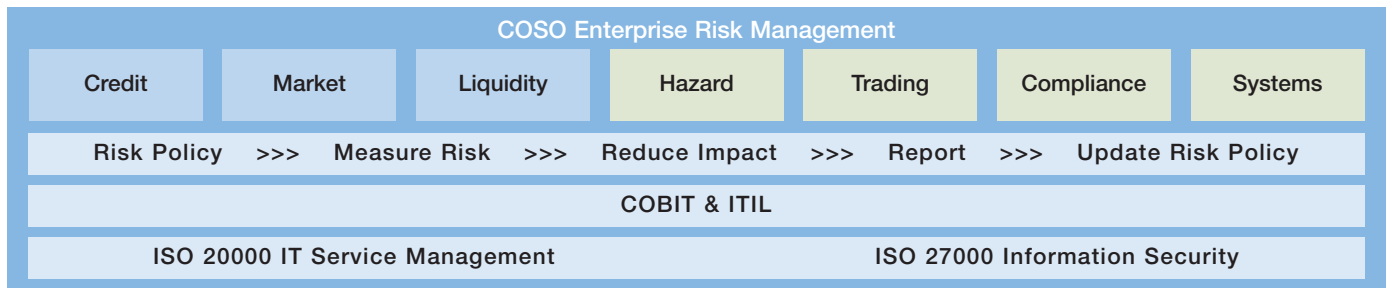 COSO Enterprise Risk Management
Credit Market Liquidity Hazard Trading Compliance Systems
Risk Policy >>> Measure Risk >>> Reduce Impact >>> Report >>> Update Risk Policy
COBIT & ITIL
ISO 20000 IT Service Management ISO 27000 Information Security